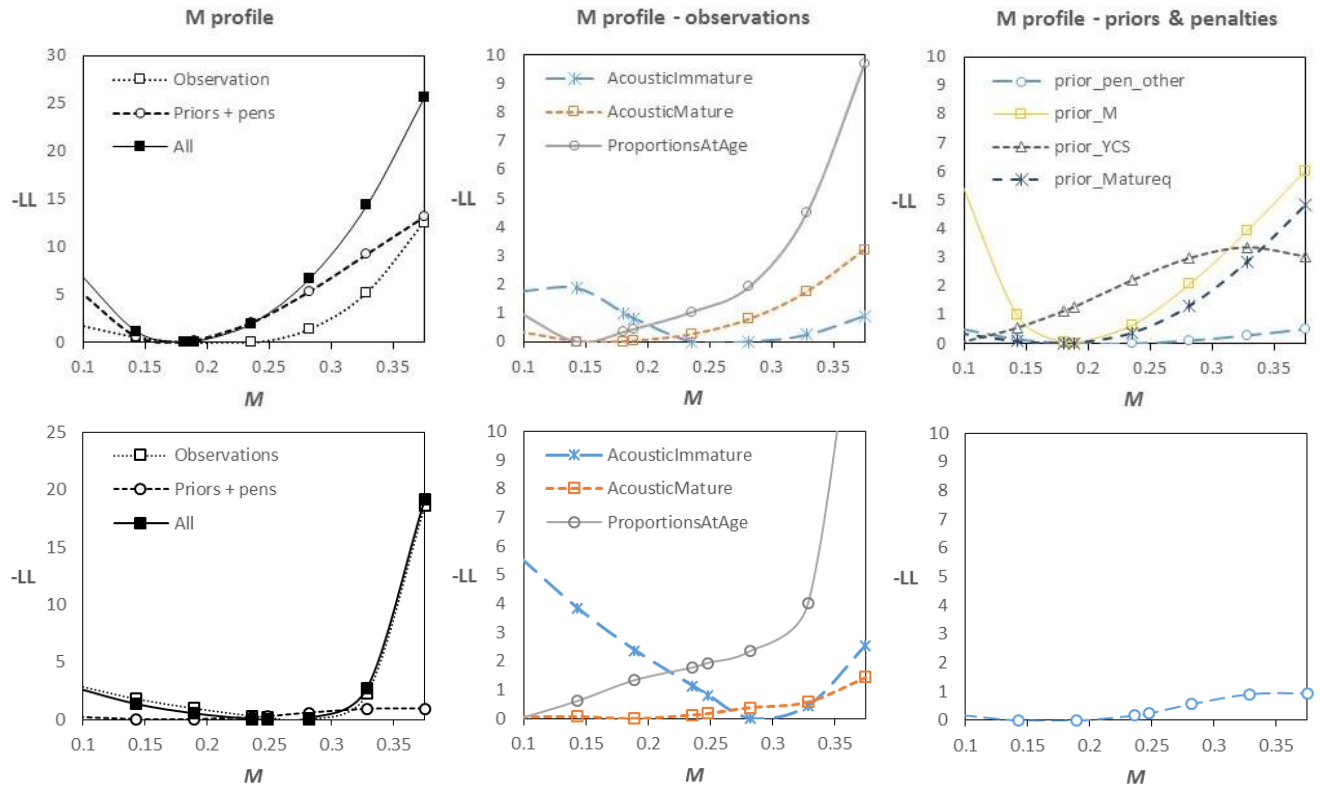 M profile
30
25
20
15
10
5
0
-LL
0.1 0.15 0.2 0.25 0.3 0.35
M
Observation
Priors + pens
All
M profile - observations
10
9
8
7
6
5
4
3
2
1
0
-LL
0.1 0.15 0.2 0.25 0.3 0.35
M
AcousticImmature
AcousticMature
ProportionsAtAge
M profile - priors & penalties
10
9
8
7
6
5
4
3
2
1
0
-LL
0.1 0.15 0.2 0.25 0.3 0.35
M
prior_pen_other
prior_M
prior_YCS
prior_Matureq
25
20
15
10
5
0
-LL
0.1 0.15 0.2 0.25 0.3 0.35
M
Observations
Priors + pens
All
10
9
8
7
6
5
4
3
2
1
0
-LL
0.1 0.15 0.2 0.25 0.3 0.35
M
AcousticImmature
AcousticMature
ProportionsAtAge
10
9
8
7
6
5
4
3
2
1
0
-LL
0.1 0.15 0.2 0.25 0.3 0.35
M